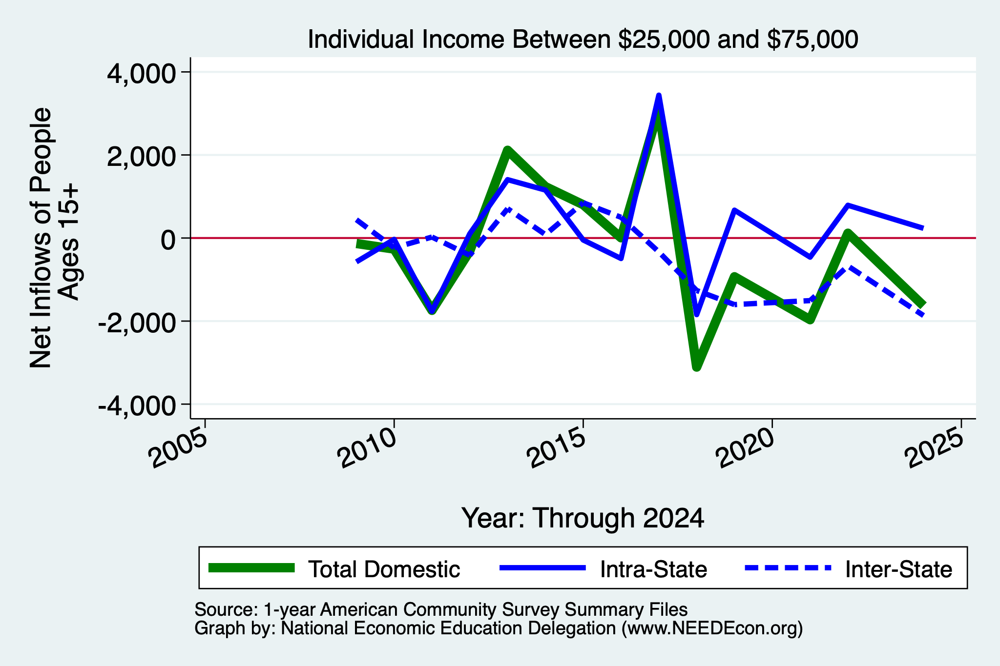 Individual Income Between $25,000 and $75,000
Net Inflows of People
Ages 15+
4,000
2,000
0
-2,000
-4,000
2005
2010
2015
2020
2025
Year: Through 2024
Total Domestic
Intra-State
Inter-State
Source: 1-year American Community Survey Summary Files
Graph by: National Economic Education Delegation (www.NEEDEcon.org)